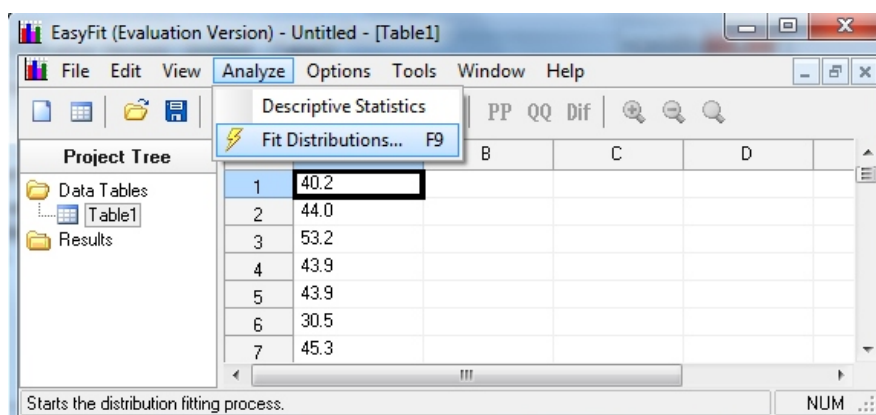 EasyFit (Evaluation Version) - Untitled - [Table1]
File Edit View Analyze Options Tools Window Help
Descriptive Statistics
PP QQ Dif
Fit Distributions... F9
Project Tree
B C D
Data Tables
Table1
Results
1 40.2
2 44.0
3 53.2
4 43.9
5 43.9
6 30.5
7 45.3
Starts the distribution fitting process.
NUM